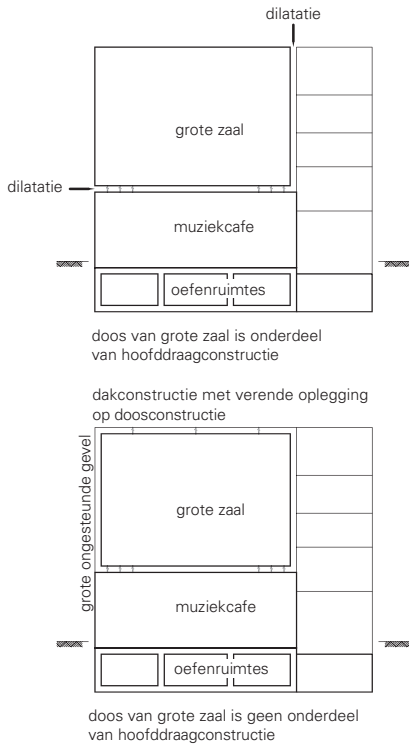 dilatatie
grote zaal
dilatatie
muziekcafe
oefenruimtes
doos van grote zaal is onderdeel
van hoofddraagconstructie
dakconstructie met verende oplegging
op doosconstructie
grote ongesteunde gevel
grote zaal
muziekcafe
oefenruimtes
doos van grote zaal is geen onderdeel
van hoofddraagconstructie